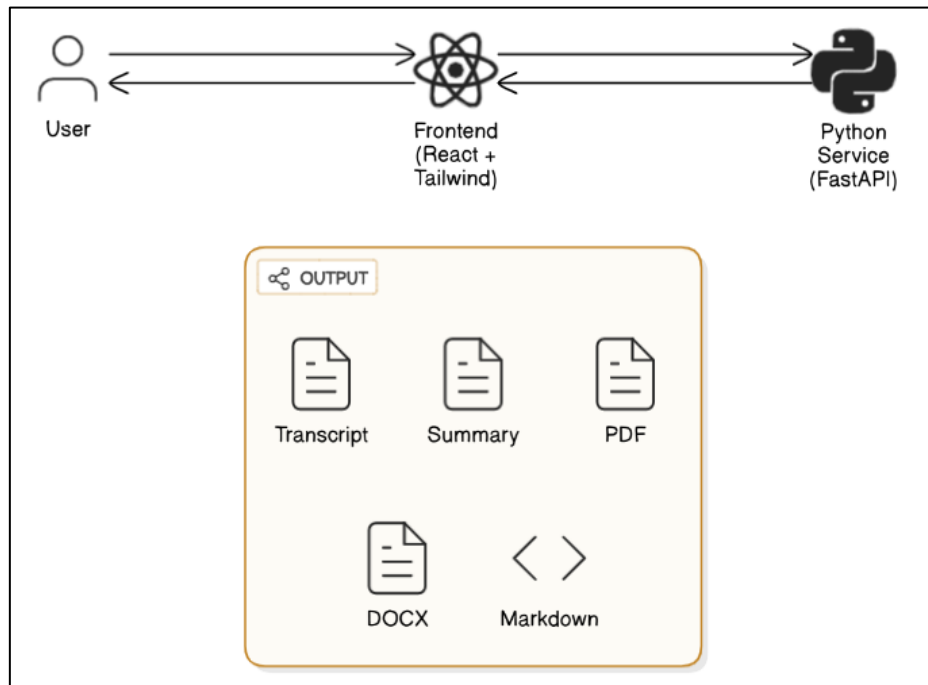 User
Frontend
(React +
Tailwind)
Python
Service
(FastAPI)
OUTPUT
Transcript
Summary
PDF
DOCX
Markdown